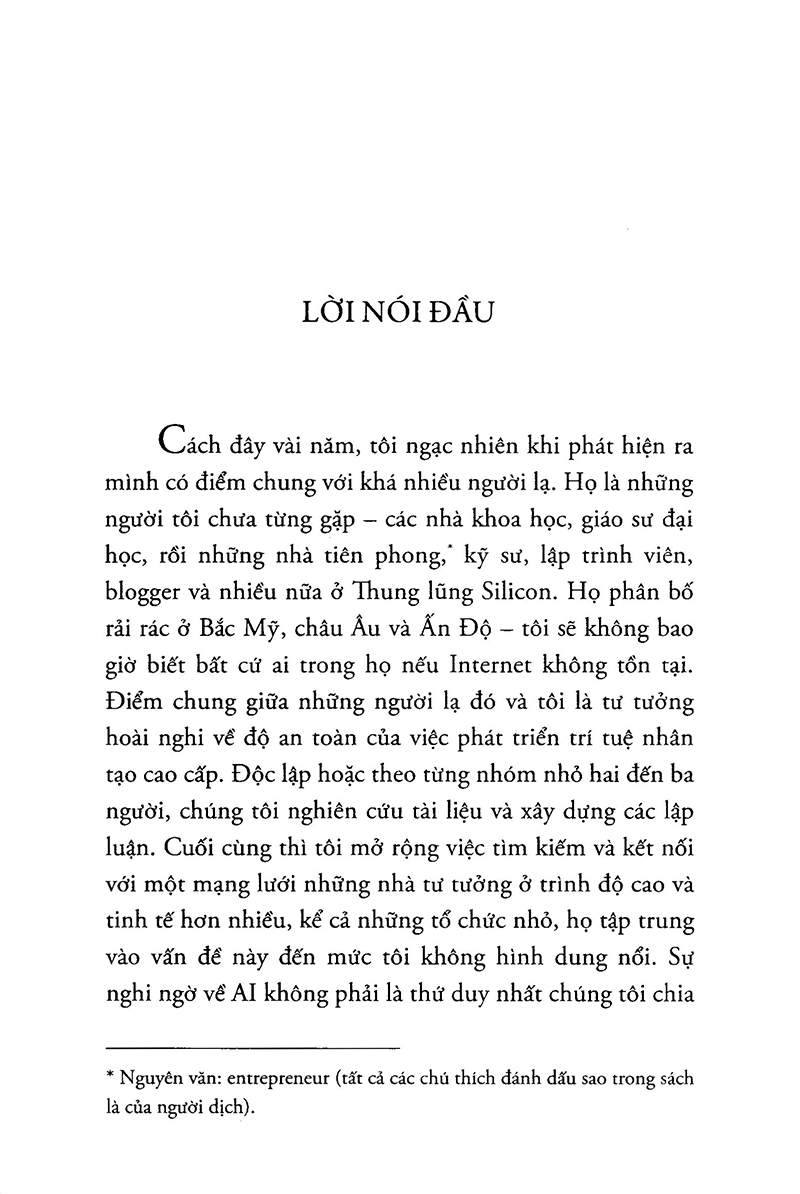 LỜI NÓI ĐẦU
Cách đây vài năm, tôi ngạc nhiên khi phát hiện ra
mình có điểm chung với khá nhiều người lạ. Họ là những
người tôi chưa từng gặp – các nhà khoa học, giáo sư đại
học, rồi những nhà tiên phong,* kỹ sư, lập trình viên,
blogger và nhiều nữa ở Thung lũng Silicon. Họ phân bố
rải rác ở Bắc Mỹ, châu Âu và Ấn Độ – tôi sẽ không bao
giờ biết bất cứ ai trong họ nếu Internet không tồn tại.
Điểm chung giữa những người lạ đó và tôi là tư tưởng
hoài nghi về độ an toàn của việc phát triển trí tuệ nhân
tạo cao cấp. Độc lập hoặc theo từng nhóm nhỏ hai đến ba
người, chúng tôi nghiên cứu tài liệu và xây dựng các lập
luận. Cuối cùng thì tôi mở rộng việc tìm kiếm và kết nối
với một mạng lưới những nhà tư tưởng ở trình độ cao và
tinh tế hơn nhiều, kể cả những tổ chức nhỏ, họ tập trung
vào vấn đề này đến mức tôi không hình dung nổi. Sự
nghi ngờ về AI không phải là thứ duy nhất chúng tôi chia
* Nguyên văn: entrepreneur (tất cả các chú thích đánh dấu sao trong sách
là của người dịch).